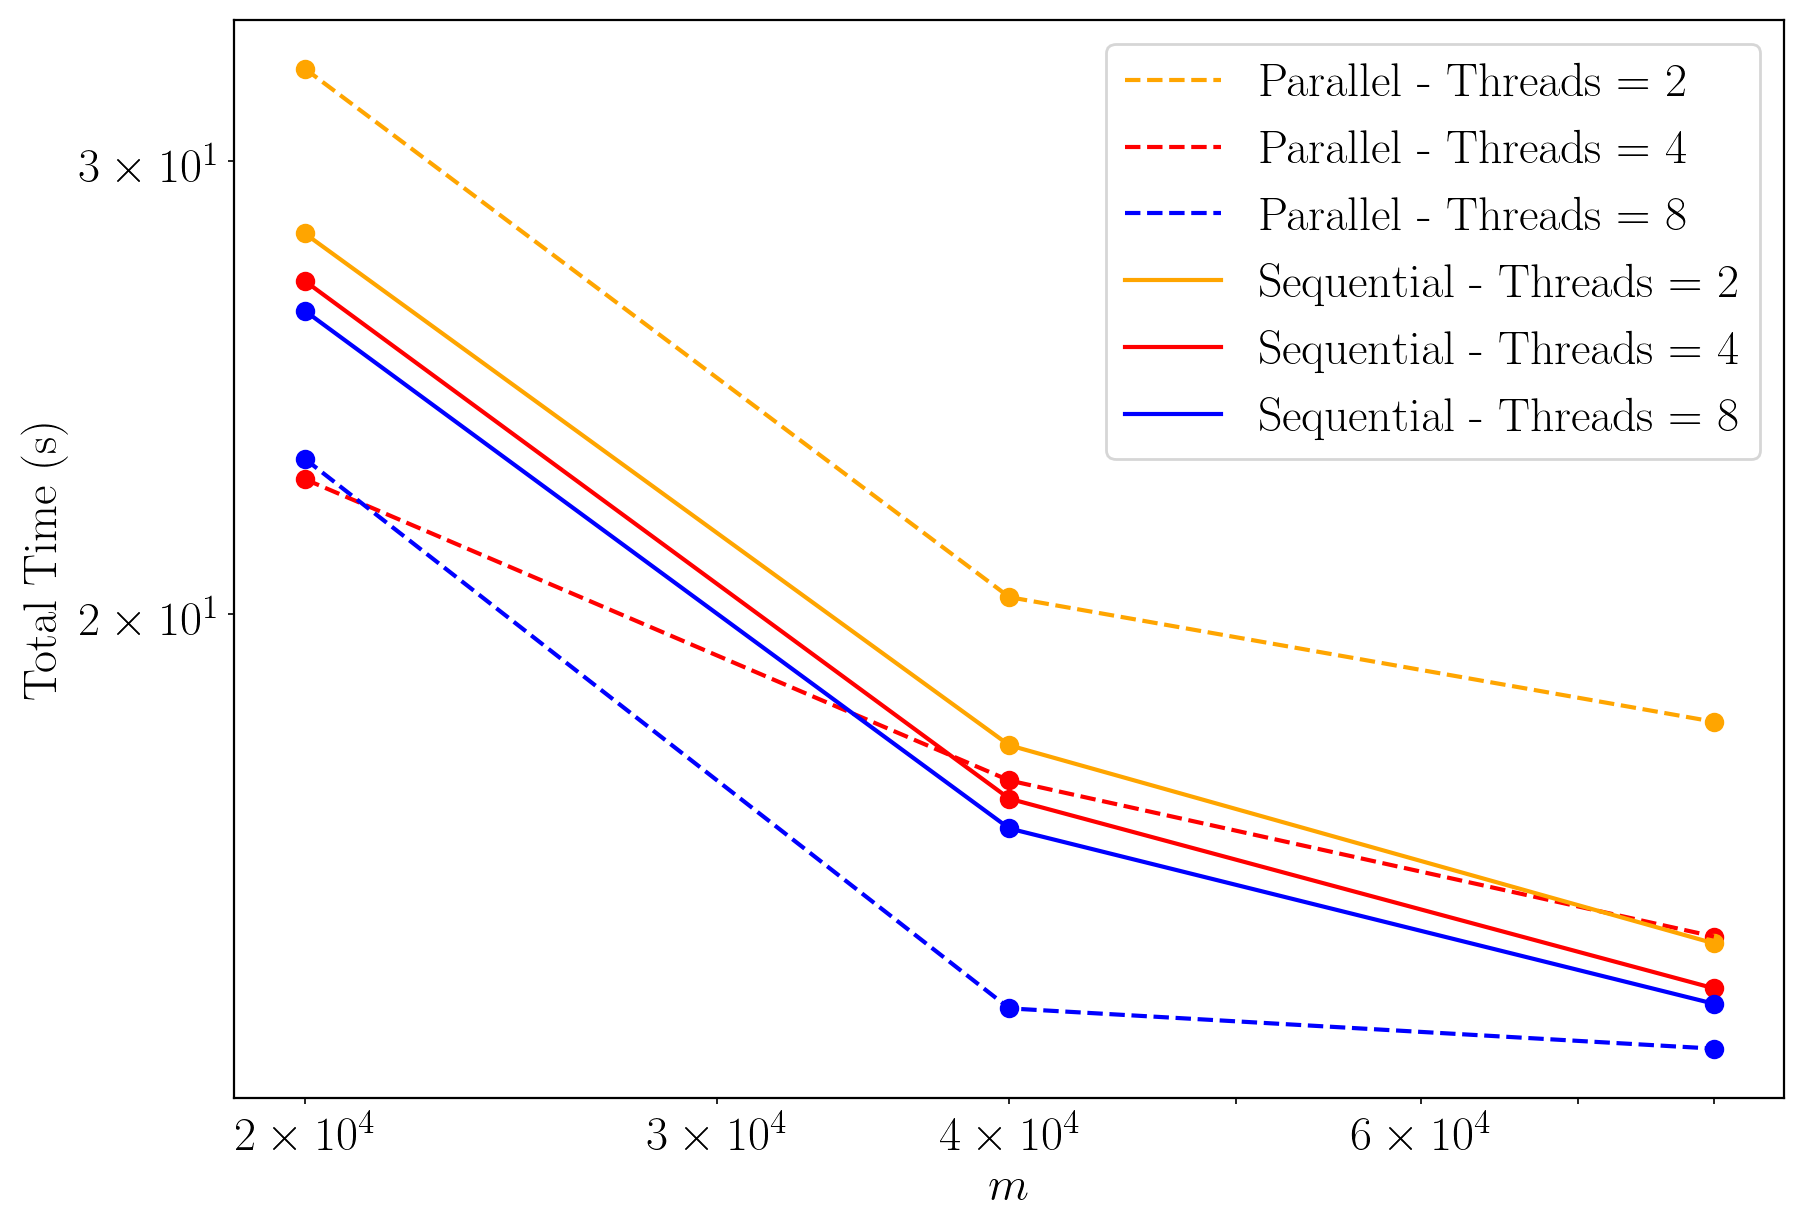 Parallel - Threads = 2
Parallel - Threads = 4
Parallel - Threads = 8
Sequential - Threads = 2
Sequential - Threads = 4
Sequential - Threads = 8
3 × 10¹
2 × 10¹
Total Time (s)
2 × 10⁴
3 × 10⁴
4 × 10⁴
6 × 10⁴
m